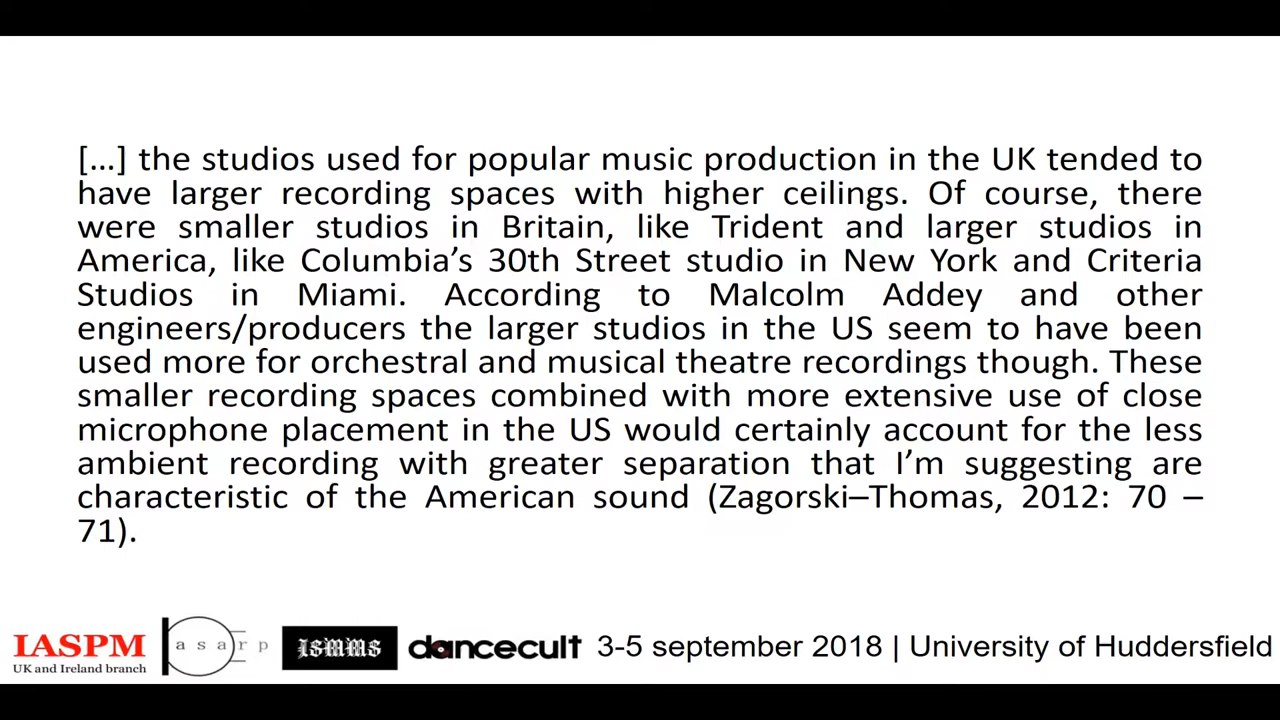 […] the studios used for popular music production in the UK tended to
have larger recording spaces with higher ceilings. Of course, there
were smaller studios in Britain, like Trident and larger studios in
America, like Columbia’s 30th Street studio in New York and Criteria
Studios in Miami. According to Malcolm Addey and other
engineers/producers the larger studios in the US seem to have been
used more for orchestral and musical theatre recordings though. These
smaller recording spaces combined with more extensive use of close
microphone placement in the US would certainly account for the less
ambient recording with greater separation that I’m suggesting are
characteristic of the American sound (Zagorski–Thomas, 2012: 70 –
71).
IASPM
UK and Ireland branch
asarp
ISMMS
dancecult
3-5 september 2018 | University of Huddersfield